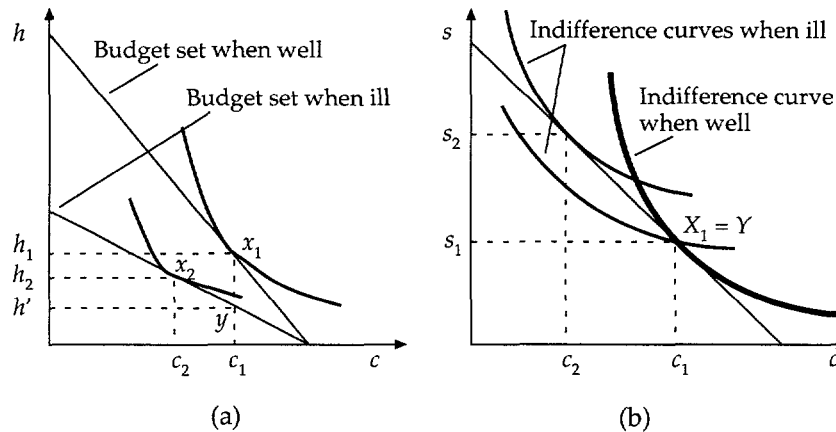 h
Budget set when well
Budget set when ill
h₁
h₂
h'
x₁
x₂
y
c₂
c₁
c
(a)
s
Indifference curves when ill
Indifference curve
when well
s₂
s₁
X₁ = Y
c₂
c₁
(b)